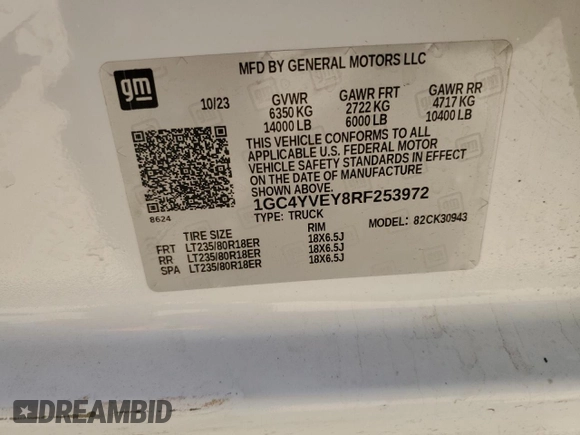 gm
MFD BY GENERAL MOTORS LLC
10/23 GVWR GAWR FRT GAWR RR
6350 KG 2722 KG 4717 KG
14000 LB 6000 LB 10400 LB
THIS VEHICLE CONFORMS TO ALL
APPLICABLE U.S. FEDERAL MOTOR
VEHICLE SAFETY STANDARDS IN EFFECT
ON THE DATE OF MANUFACTURE
SHOWN ABOVE.
1GC4YVEY8RF253972
8624
TYPE: TRUCK MODEL: 82CK30943
TIRE SIZE RIM
FRT LT235/80R18ER 18X6.5J
RR LT235/80R18ER 18X6.5J
SPA LT235/80R18ER 18X6.5J
DREAMBID